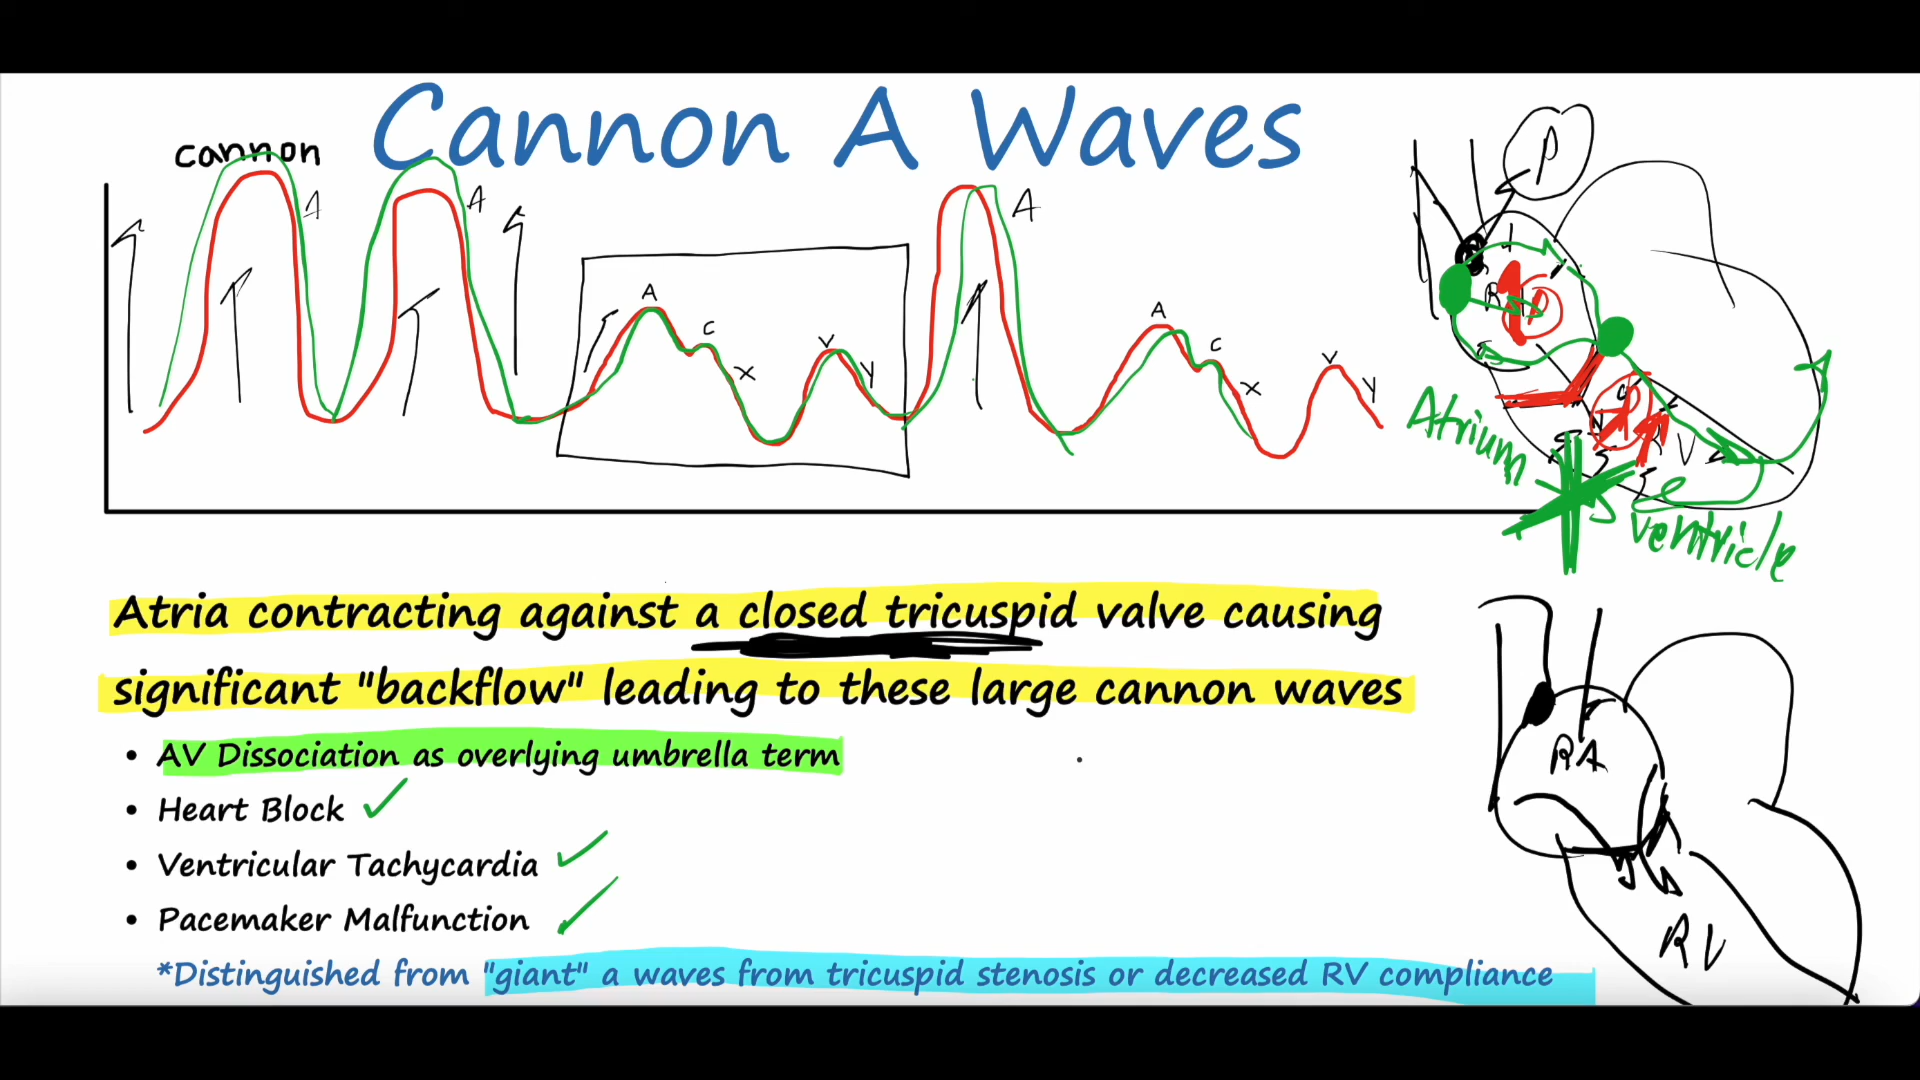 Cannon A Waves
cannon
A
A
A
A
C
X
V
y
A
C
X
V
y
P
R
Atrium
ventricle
V
Atria contracting against a closed tricuspid valve causing
significant "backflow" leading to these large cannon waves
• AV Dissociation as overlying umbrella term
• Heart Block
• Ventricular Tachycardia
• Pacemaker Malfunction
*Distinguished from "giant" a waves from tricuspid stenosis or decreased RV compliance
RA
RV